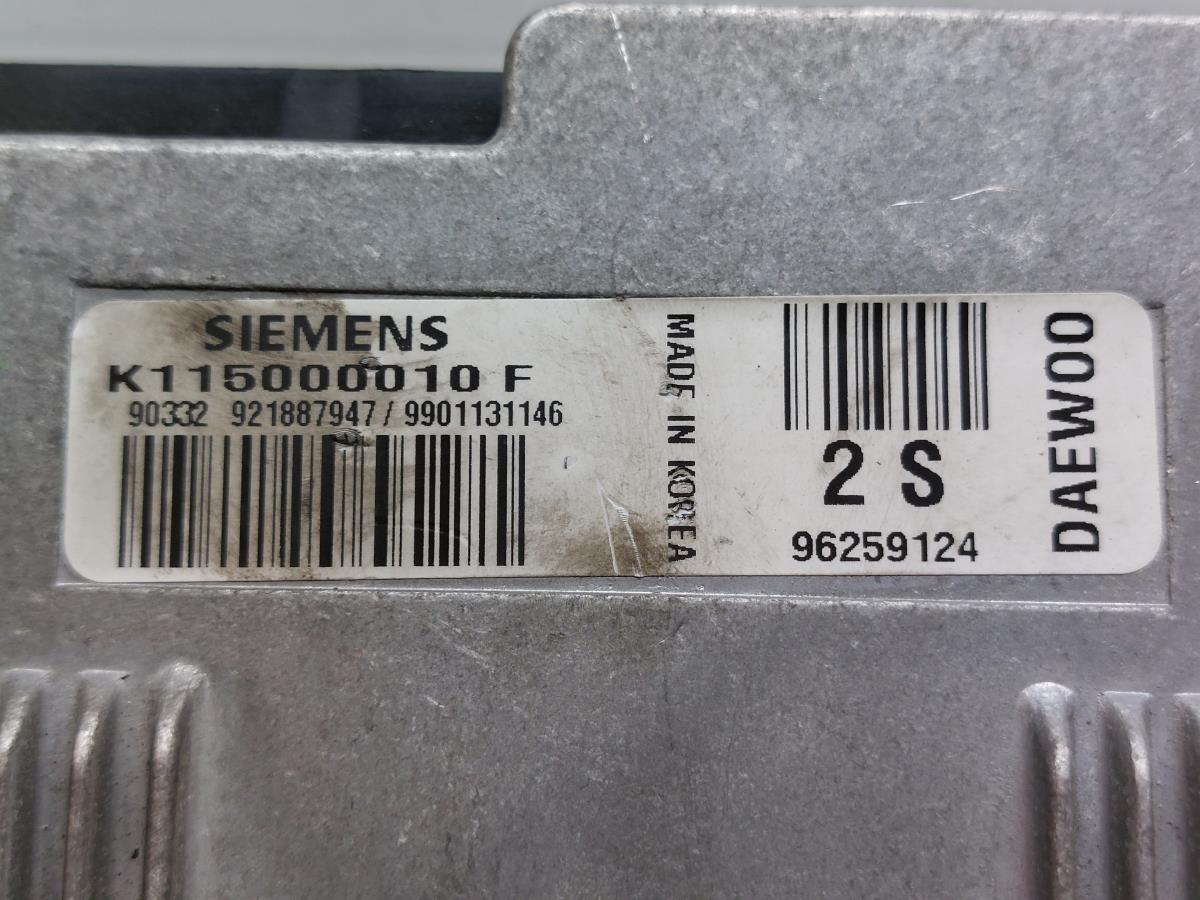 SIEMENS
K115000010 F
90332 921887947 / 9901131146
MADE IN KOREA
2 S
96259124
DAEWOO